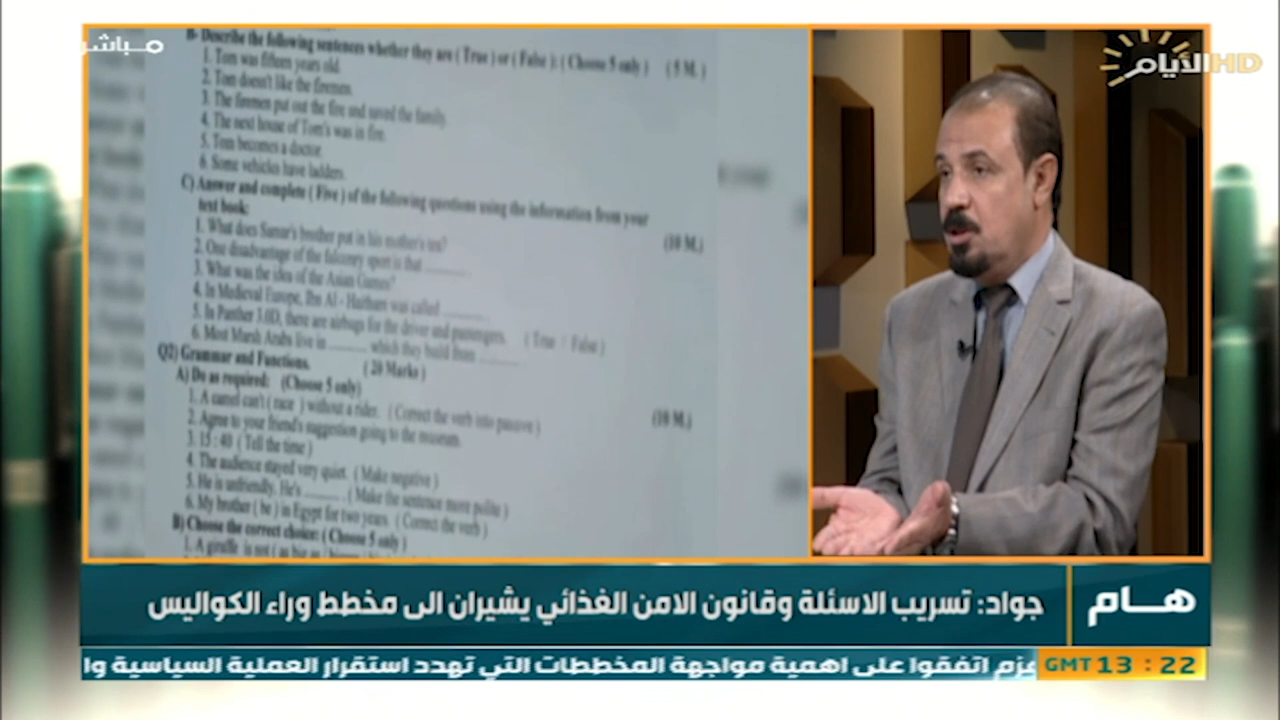 مباشر
الأيام HD
B- Describe the following sentences whether they are ( True ) or ( False ): ( Choose 5 only ) ( 5 M. )
1. Tom was fifteen years old.
2. Tom doesn't like the firemen.
3. The firemen put out the fire and saved the family.
4. The next house of Tom's was in fire.
5. Tom becomes a doctor.
6. Some vehicles have ladders.
C) Answer and complete ( Five ) of the following questions using the information from your
text book: (10 M.)
1. What does Samar's brother put in his mother's tea?
2. One disadvantage of the falconry sport is that ..........
3. What was the idea of the Asian Games?
4. In Medieval Europe, Ibn Al - Haitham was called ..........
5. In Panther 3.0D, there are airbags for the driver and passengers. ( True / False )
6. Most Marsh Arabs live in .......... which they build from ..........
Q2) Grammar and Functions. ( 20 Marks )
A) Do as required: (Choose 5 only) (10 M.)
1. A camel can't ( race ) without a rider. ( Correct the verb into passive )
2. Agree to your friend's suggestion going to the museum.
3. 15 : 40 ( Tell the time )
4. The audience stayed very quiet. ( Make negative )
5. He is unfriendly. He's .......... ( Make the sentence more polite )
6. My brother ( be ) in Egypt for two years. ( Correct the verb )
B) Choose the correct choice: ( Choose 5 only )
1. A giraffe is not ( as big as
هــام
جواد: تسريب الاسئلة وقانون الامن الغذائي يشيران الى مخطط وراء الكواليس
GMT 13 : 22
عزم اتفقوا على اهمية مواجهة المخططات التي تهدد استقرار العملية السياسية وا